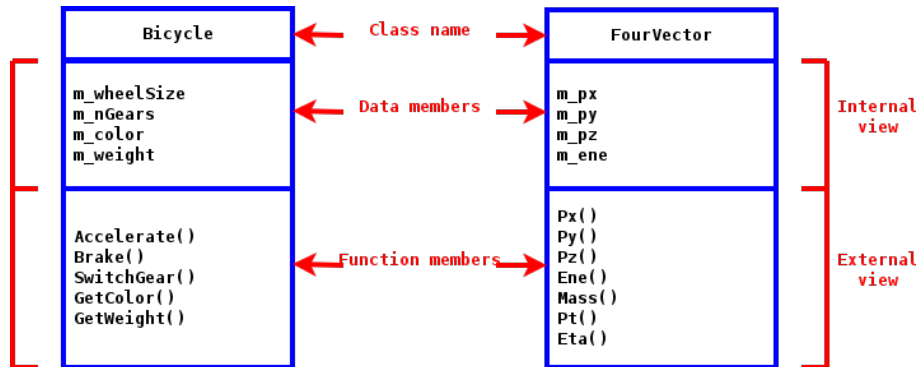 Bicycle
Class name
FourVector
m_wheelSize
m_nGears
m_color
m_weight
Data members
m_px
m_py
m_pz
m_ene
Internal
view
Accelerate()
Brake()
SwitchGear()
GetColor()
GetWeight()
Function members
Px()
Py()
Pz()
Ene()
Mass()
Pt()
Eta()
External
view